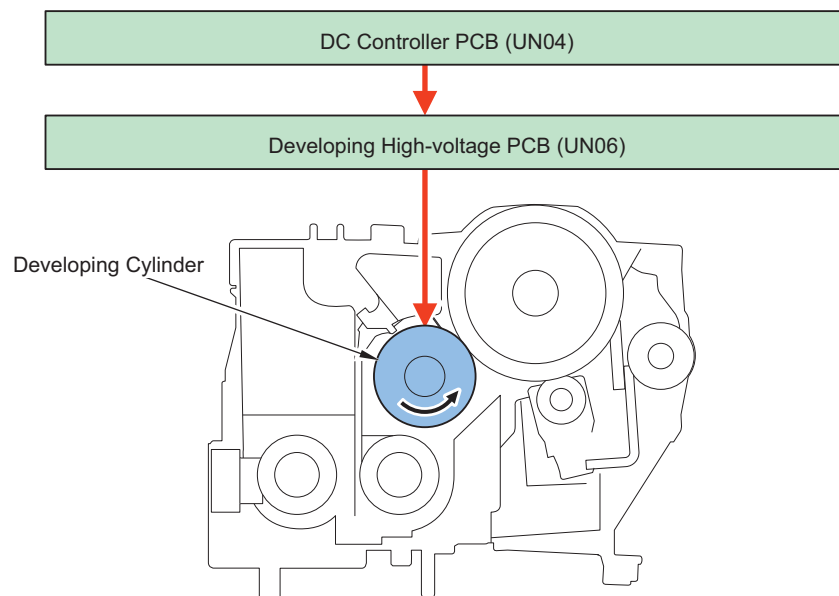 DC Controller PCB (UN04)
Developing High-voltage PCB (UN06)
Developing Cylinder